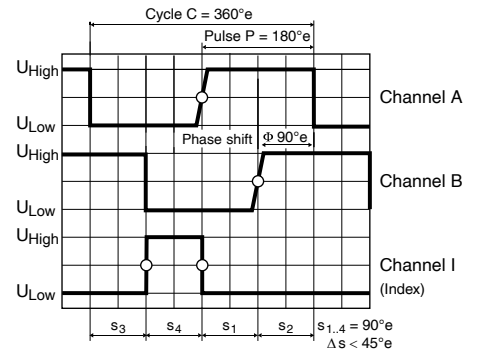 Cycle C = 360°e
Pulse P = 180°e
UHigh
Channel A
ULow
Phase shift
Φ 90°e
UHigh
Channel B
ULow
UHigh
Channel I
ULow
(Index)
s3 s4 s1 s2 s1..4 = 90°e
Δs < 45°e